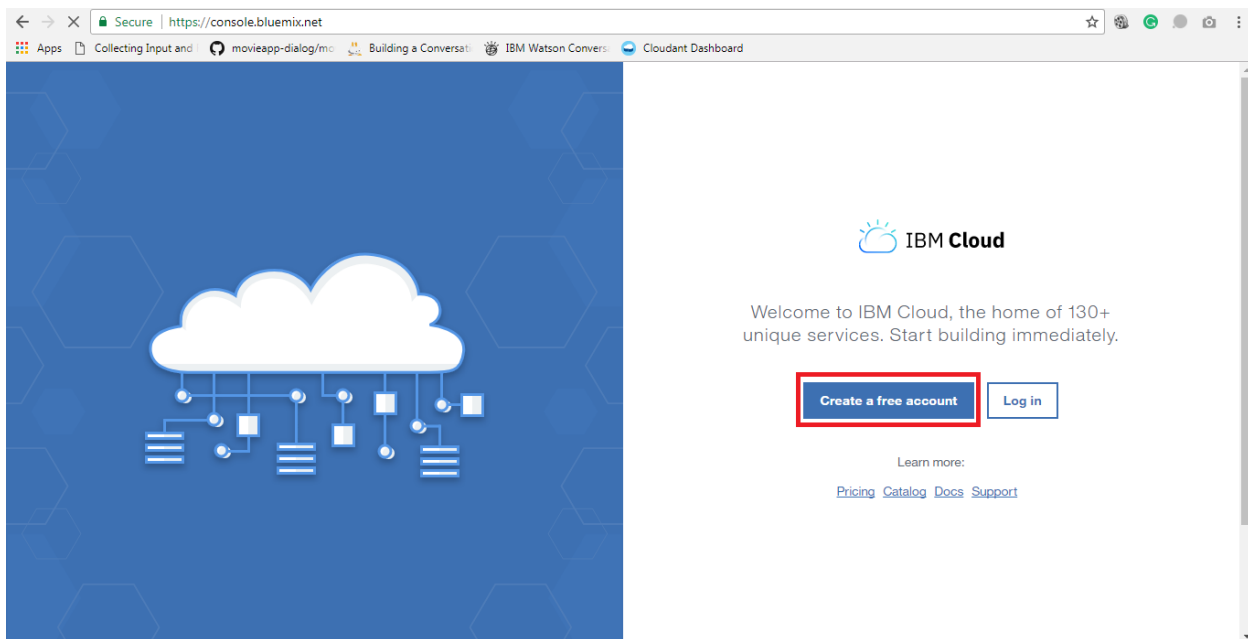 Secure | https://console.bluemix.net
Apps Collecting Input and movieapp-dialog/mo Building a Conversati IBM Watson Convers Cloudant Dashboard
IBM Cloud
Welcome to IBM Cloud, the home of 130+
unique services. Start building immediately.
Create a free account Log in
Learn more:
Pricing Catalog Docs Support